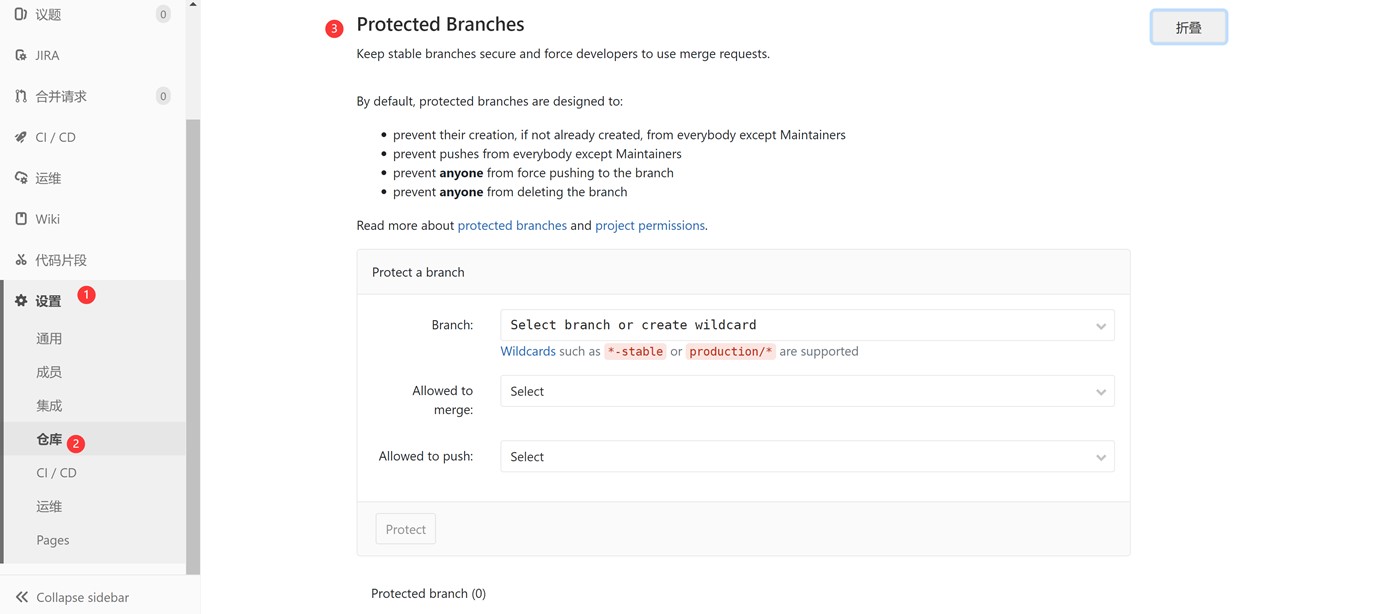 议题 0
JIRA
合并请求 0
CI / CD
运维
Wiki
代码片段
设置 1
通用
成员
集成
仓库 2
CI / CD
运维
Pages
Collapse sidebar
3 Protected Branches
折叠
Keep stable branches secure and force developers to use merge requests.
By default, protected branches are designed to:
• prevent their creation, if not already created, from everybody except Maintainers
• prevent pushes from everybody except Maintainers
• prevent anyone from force pushing to the branch
• prevent anyone from deleting the branch
Read more about protected branches and project permissions.
Protect a branch
Branch: Select branch or create wildcard
Wildcards such as *-stable or production/* are supported
Allowed to
merge:
Select
Allowed to push: Select
Protect
Protected branch (0)